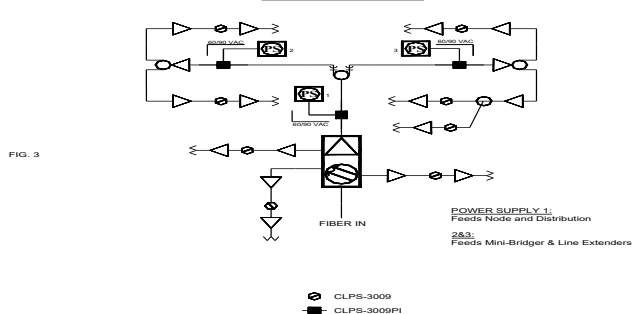 60/90 VAC
PS
2
3
PS
60/90 VAC
PS
1
60/90 VAC
FIG. 3
FIBER IN
POWER SUPPLY 1:
Feeds Node and Distribution
2&3:
Feeds Mini-Bridger & Line Extenders
CLPS-3009
CLPS-3009PI